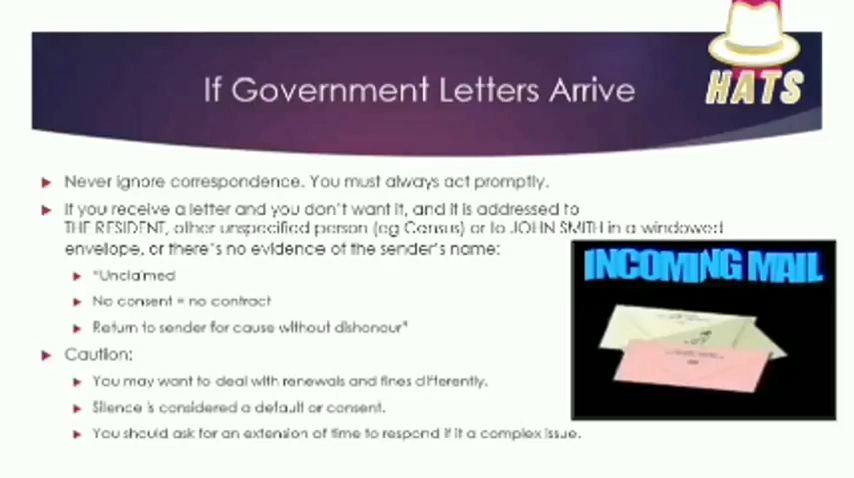 HATS
If Government Letters Arrive
Never ignore correspondence. You must always act promptly.
If you receive a letter and you don't want it, and it is addressed to
THE RESIDENT, other unspecified person (eg Census) or to JOHN SMITH in a windowed
envelope, or there's no evidence of the sender's name:
"Unclaimed
No consent = no contract
Return to sender for cause without dishonour"
INCOMING MAIL
Caution:
You may want to deal with renewals and fines differently.
Silence is considered a default or consent.
You should ask for an extension of time to respond if it a complex issue.